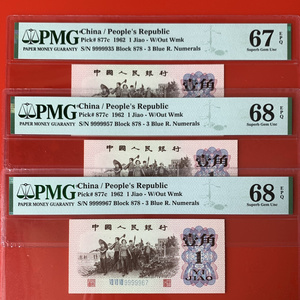 PMG
PAPER MONEY GUARANTY
China / People's Republic
Pick# 877c 1962 1 Jiao - W/Out Wmk
S/N 9999935 Block 878 - 3 Blue R. Numerals
67 EPQ
Superb Gem Unc
中国人民银行
壹角
PMG
PAPER MONEY GUARANTY
China / People's Republic
Pick# 877c 1962 1 Jiao - W/Out Wmk
S/N 9999957 Block 878 - 3 Blue R. Numerals
68 EPQ
Superb Gem Unc
中国人民银行
壹角
PMG
PAPER MONEY GUARANTY
China / People's Republic
Pick# 877c 1962 1 Jiao - W/Out Wmk
S/N 9999967 Block 878 - 3 Blue R. Numerals
68 EPQ
Superb Gem Unc
中国人民银行
壹角
9999967
1
YI
JIAO